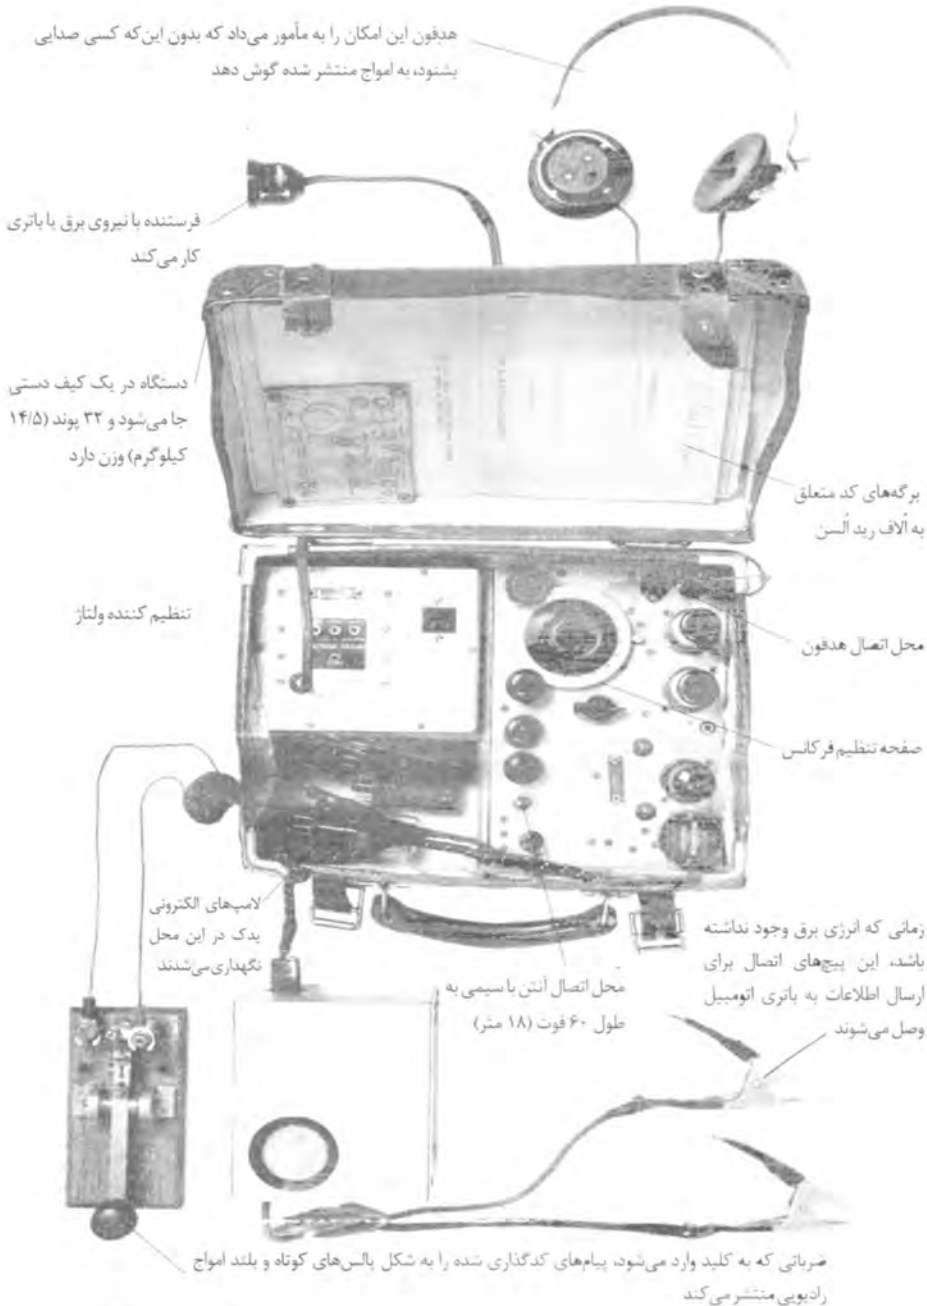 هدفون این امکان را به مأمور می‌داد که بدون این‌که کسی صدایی
بشنود، به امواج منتشر شده گوش دهد
فرستنده با نیروی برق یا باتری
کار می‌کند
دستگاه در یک کیف دستی
جا می‌شود و ۳۲ پوند (۱۴/۵
کیلوگرم) وزن دارد
برگه‌های کد متعلق
به اُلاف رید اُلسن
تنظیم کننده ولتاژ
محل اتصال هدفون
صفحه تنظیم فرکانس
لامپ‌های الکترونی
یدک در این محل
نگهداری می‌شدند
محل اتصال آنتن با سیمی به
طول ۶۰ فوت (۱۸ متر)
زمانی که انرژی برق وجود نداشته
باشد، این پیچ‌های اتصال برای
ارسال اطلاعات به باتری اتومبیل
وصل می‌شوند
ضرباتی که به کلید وارد می‌شود، پیام‌های کدگذاری شده را به شکل پالس‌های کوتاه و بلند امواج
رادیویی منتشر می‌کند